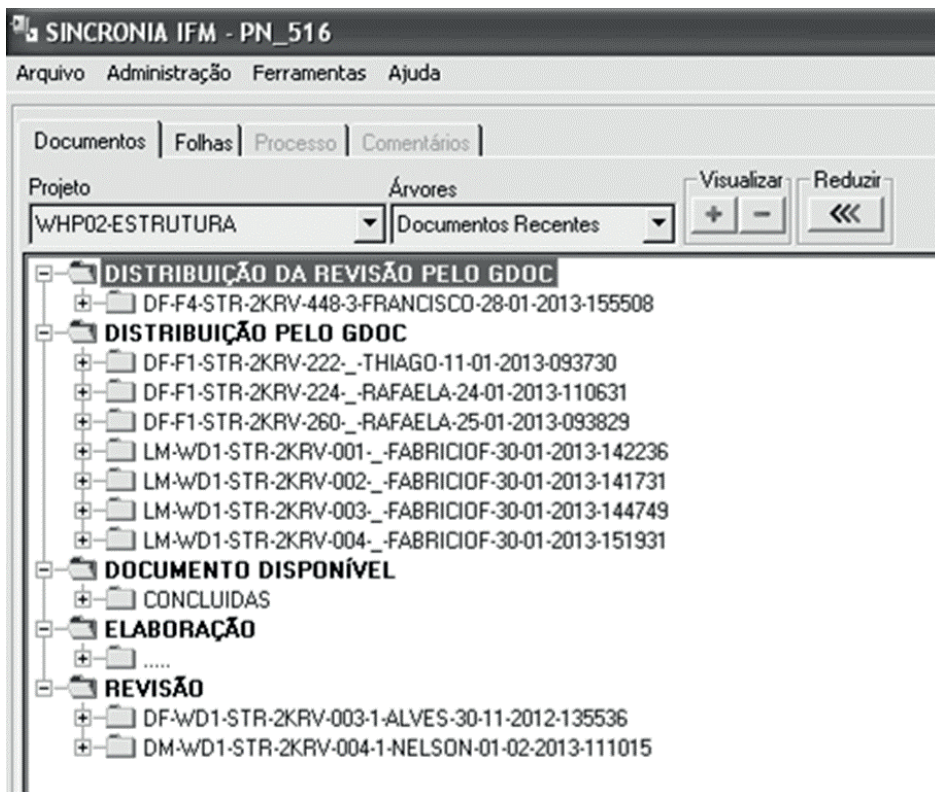 SINCRONIA IFM - PN_516
Arquivo Administração Ferramentas Ajuda
Documentos Folhas Processo Comentários
Projeto Árvores Visualizar Reduzir
WHP02-ESTRUTURA Documentos Recentes + - <<<
DISTRIBUIÇÃO DA REVISÃO PELO GDOC
DF-F4-STR-2KRV-448-3-FRANCISCO-28-01-2013-155508
DISTRIBUIÇÃO PELO GDOC
DF-F1-STR-2KRV-222-_-THIAGO-11-01-2013-093730
DF-F1-STR-2KRV-224-_-RAFAELA-24-01-2013-110631
DF-F1-STR-2KRV-260-_-RAFAELA-25-01-2013-093829
LM-WD1-STR-2KRV-001-_-FABRICIOF-30-01-2013-142236
LM-WD1-STR-2KRV-002-_-FABRICIOF-30-01-2013-141731
LM-WD1-STR-2KRV-003-_-FABRICIOF-30-01-2013-144749
LM-WD1-STR-2KRV-004-_-FABRICIOF-30-01-2013-151931
DOCUMENTO DISPONÍVEL
CONCLUIDAS
ELABORAÇÃO
.....
REVISÃO
DF-WD1-STR-2KRV-003-1-ALVES-30-11-2012-135536
DM-WD1-STR-2KRV-004-1-NELSON-01-02-2013-111015